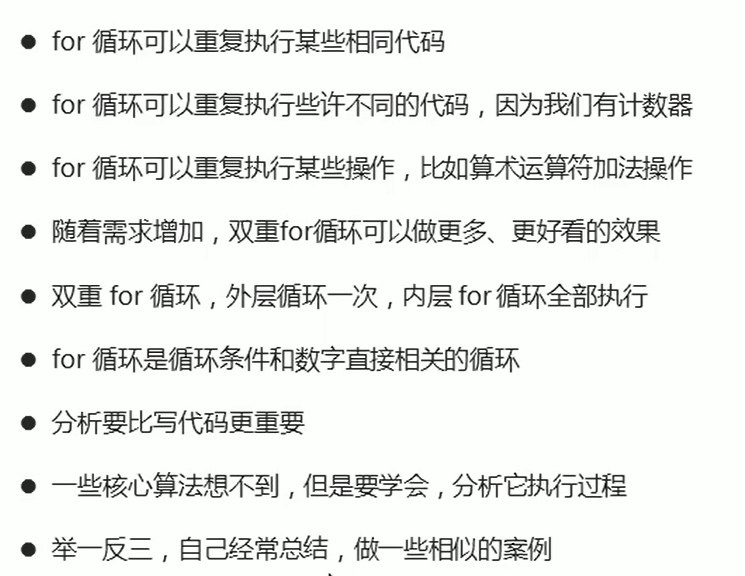 ● for 循环可以重复执行某些相同代码
● for 循环可以重复执行些许不同的代码，因为我们有计数器
● for 循环可以重复执行某些操作，比如算术运算符加法操作
● 随着需求增加，双重for循环可以做更多、更好看的效果
● 双重 for 循环，外层循环一次，内层 for 循环全部执行
● for 循环是循环条件和数字直接相关的循环
● 分析要比写代码更重要
● 一些核心算法想不到，但是要学会，分析它执行过程
● 举一反三，自己经常总结，做一些相似的案例